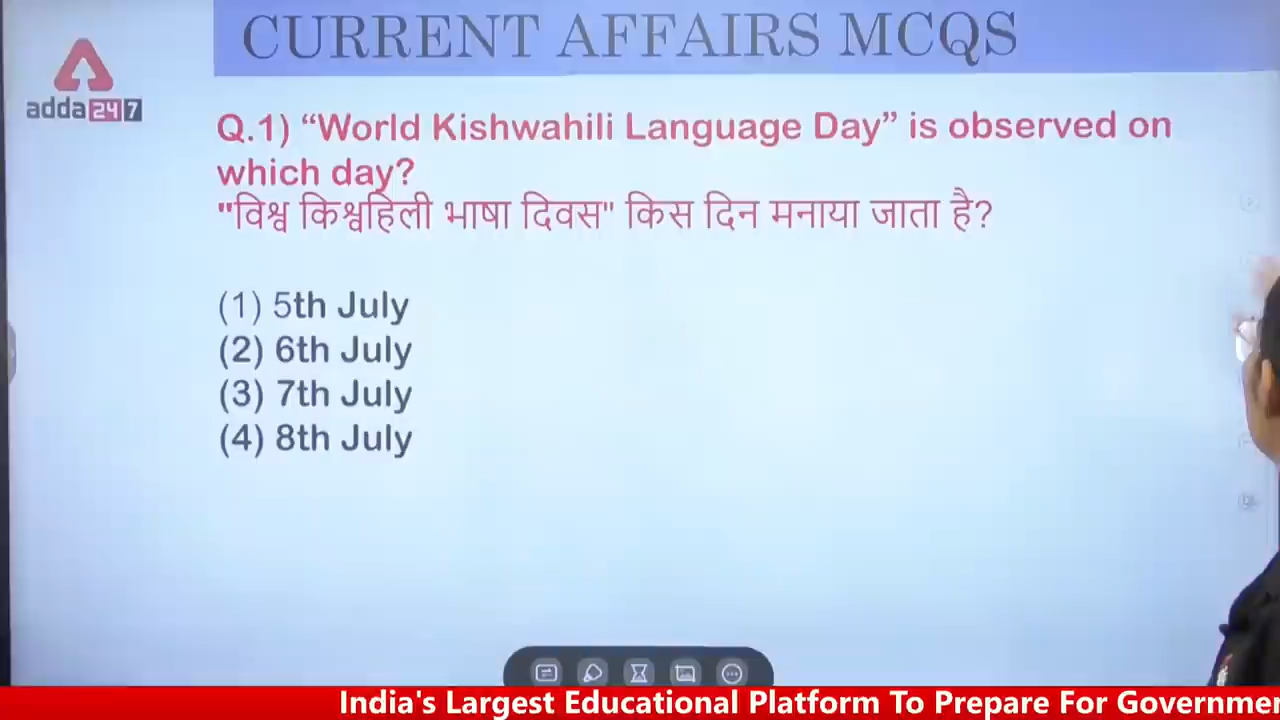 CURRENT AFFAIRS MCQS
adda247
Q.1) “World Kishwahili Language Day” is observed on
which day?
"विश्व किश्वहिली भाषा दिवस" किस दिन मनाया जाता है?
(1) 5th July
(2) 6th July
(3) 7th July
(4) 8th July
India's Largest Educational Platform To Prepare For Governme